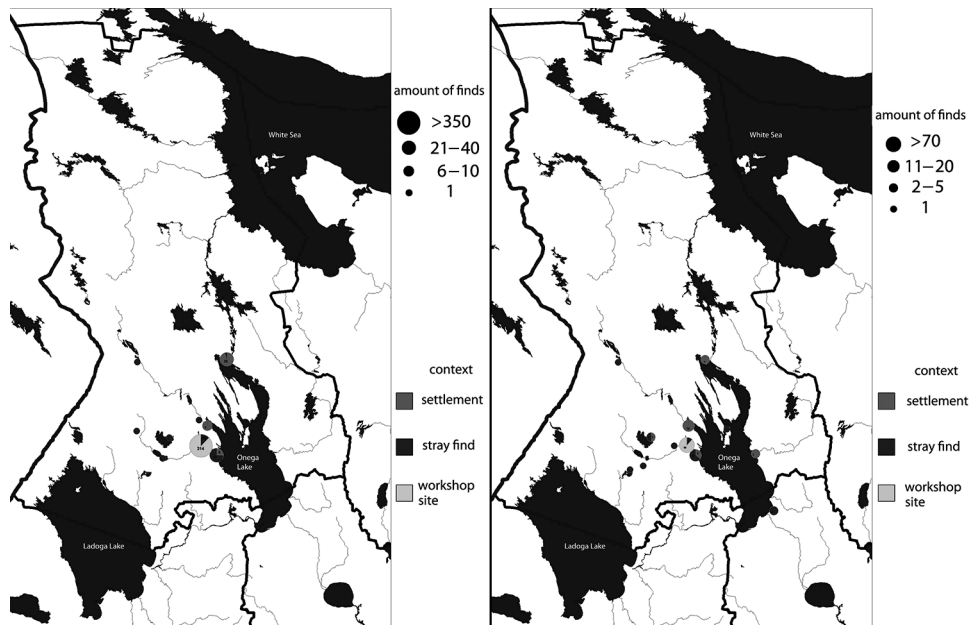 amount of finds
>350
21–40
6–10
1
White Sea
context
settlement
stray find
workshop
site
314
Onega
Lake
Ladoga Lake
amount of finds
>70
11–20
2–5
1
White Sea
context
settlement
stray find
workshop
site
Onega
Lake
Ladoga Lake